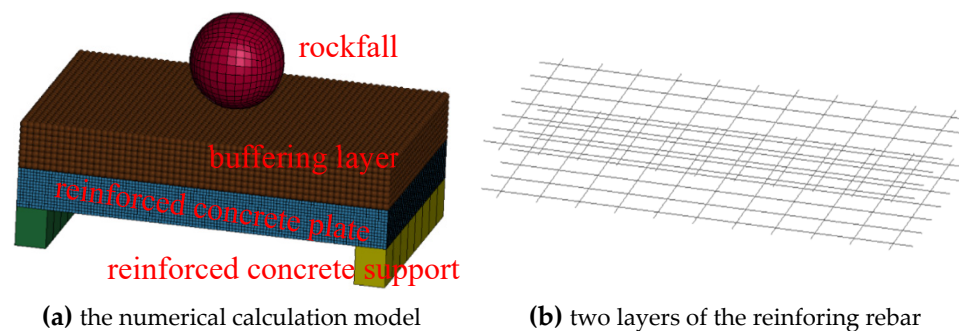 rockfall
buffering layer
reinforced concrete plate
reinforced concrete support
(a) the numerical calculation model
(b) two layers of the reinforing rebar